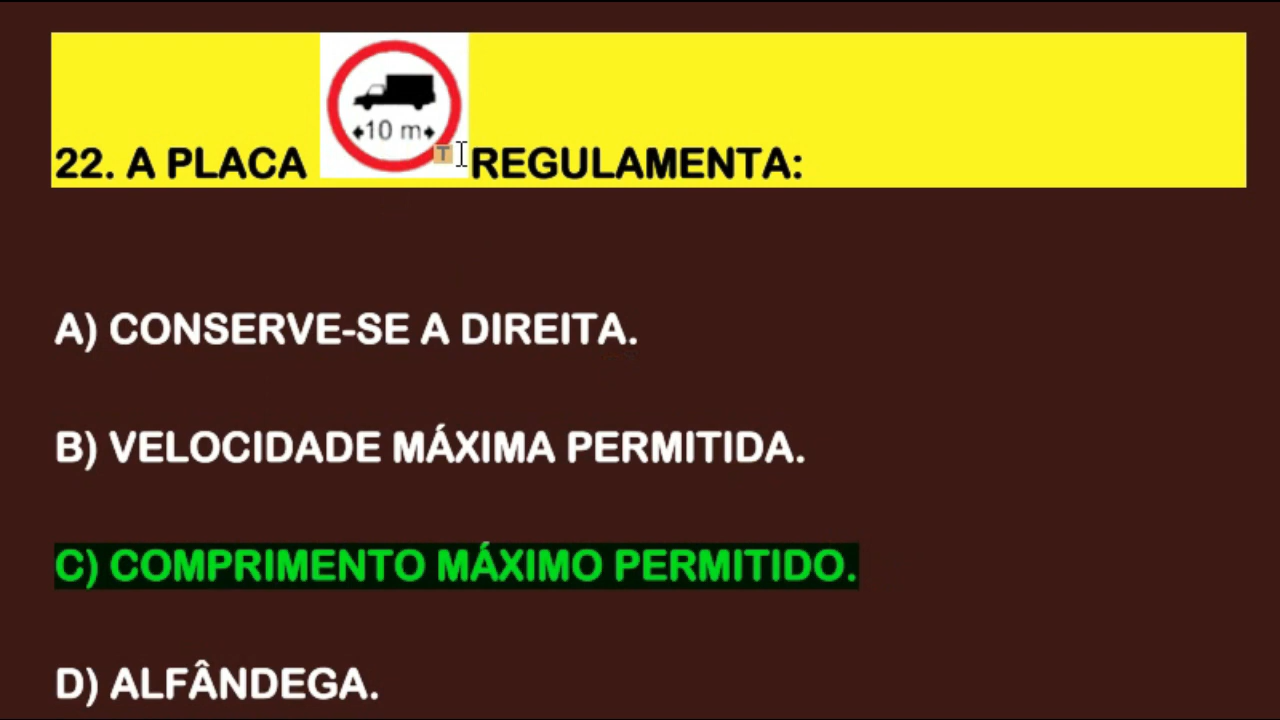 10 m
22. A PLACA REGULAMENTA:
A) CONSERVE-SE A DIREITA.
B) VELOCIDADE MÁXIMA PERMITIDA.
C) COMPRIMENTO MÁXIMO PERMITIDO.
D) ALFÂNDEGA.